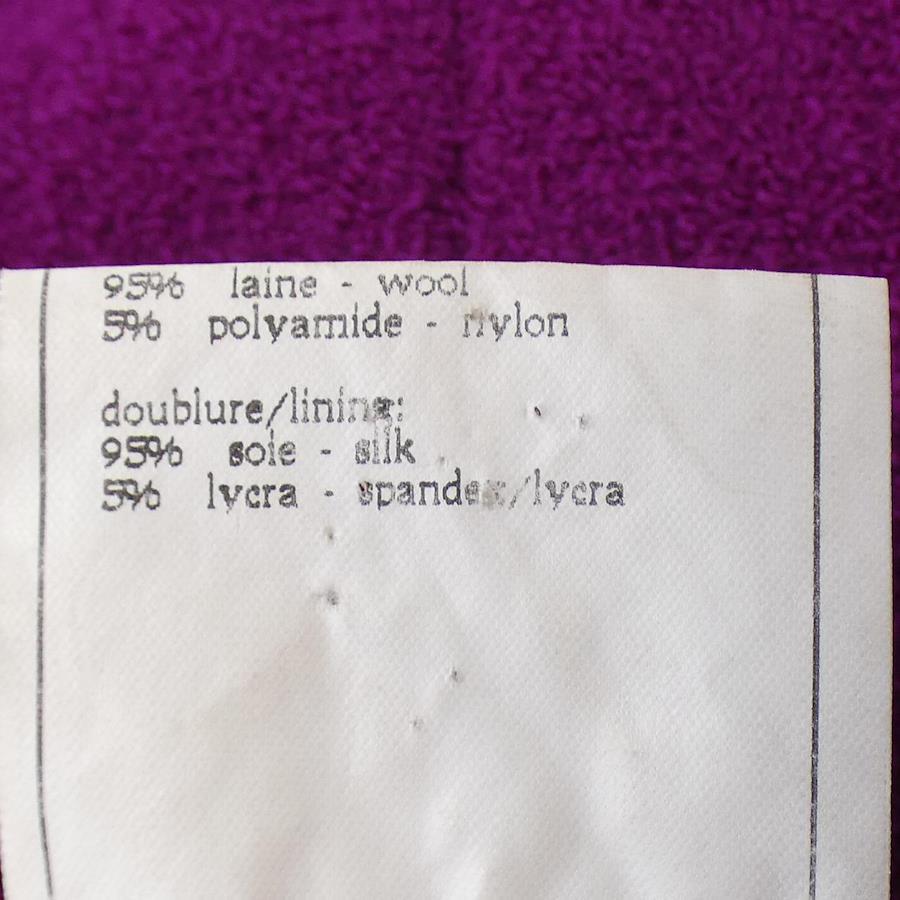 95% laine - wool
5% polyamide - nylon
doublure/lining:
95% soie - silk
5% lycra - spandex/lycra